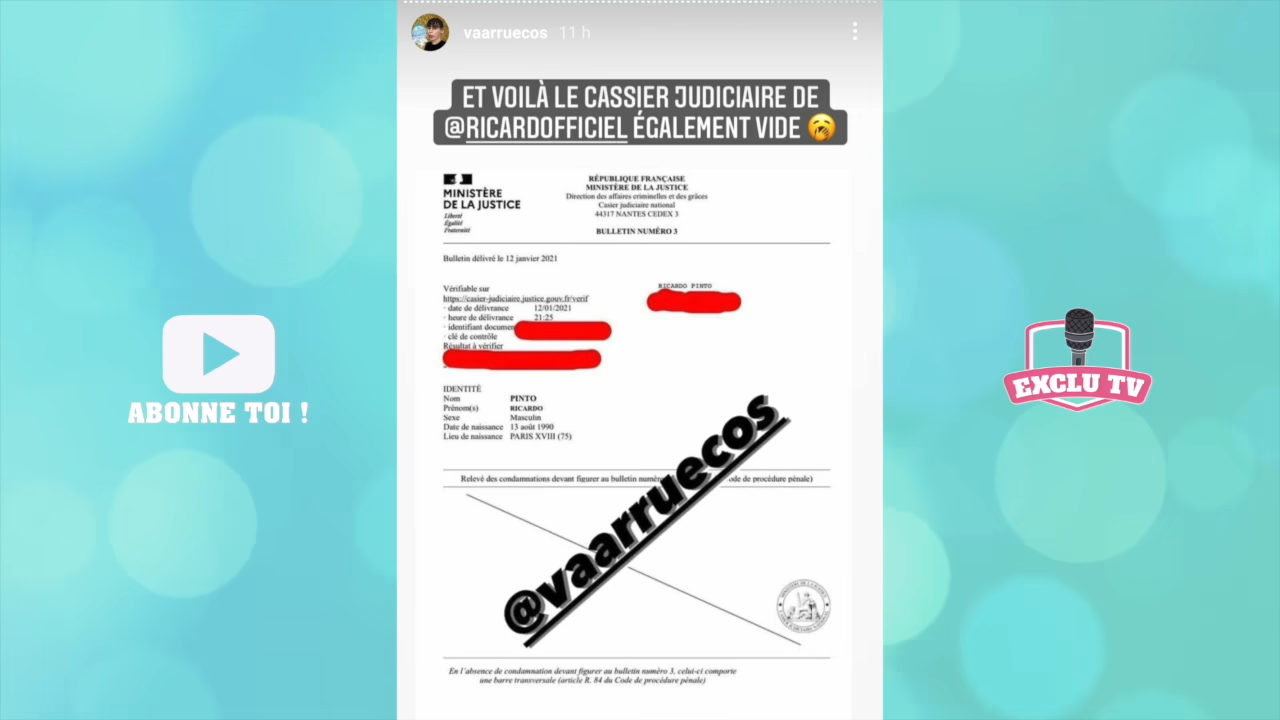 vaarruecos 11 h
ET VOILÀ LE CASSIER JUDICIAIRE DE
@RICARDOFFICIEL ÉGALEMENT VIDE
MINISTÈRE
DE LA JUSTICE
Liberté
Égalité
Fraternité
RÉPUBLIQUE FRANÇAISE
MINISTÈRE DE LA JUSTICE
Direction des affaires criminelles et des grâces
Casier judiciaire national
44317 NANTES CEDEX 3
BULLETIN NUMÉRO 3
Bulletin délivré le 12 janvier 2021
RICARDO PINTO
Vérifiable sur
https://casier-judiciaire.justice.gouv.fr/verif
· date de délivrance 12/01/2021
· heure de délivrance 21:25
· identifiant documen
· clé de contrôle
Résultat à vérifier
IDENTITÉ
Nom PINTO
Prénom(s) RICARDO
Sexe Masculin
Date de naissance 13 août 1990
Lieu de naissance PARIS XVIII (75)
Relevé des condamnations devant figurer au bulletin numéro ode de procédure pénale)
@vaarruecos
En l'absence de condamnation devant figurer au bulletin numéro 3, celui-ci comporte
une barre transversale (article R. 84 du Code de procédure pénale)
ABONNE TOI !
EXCLU TV